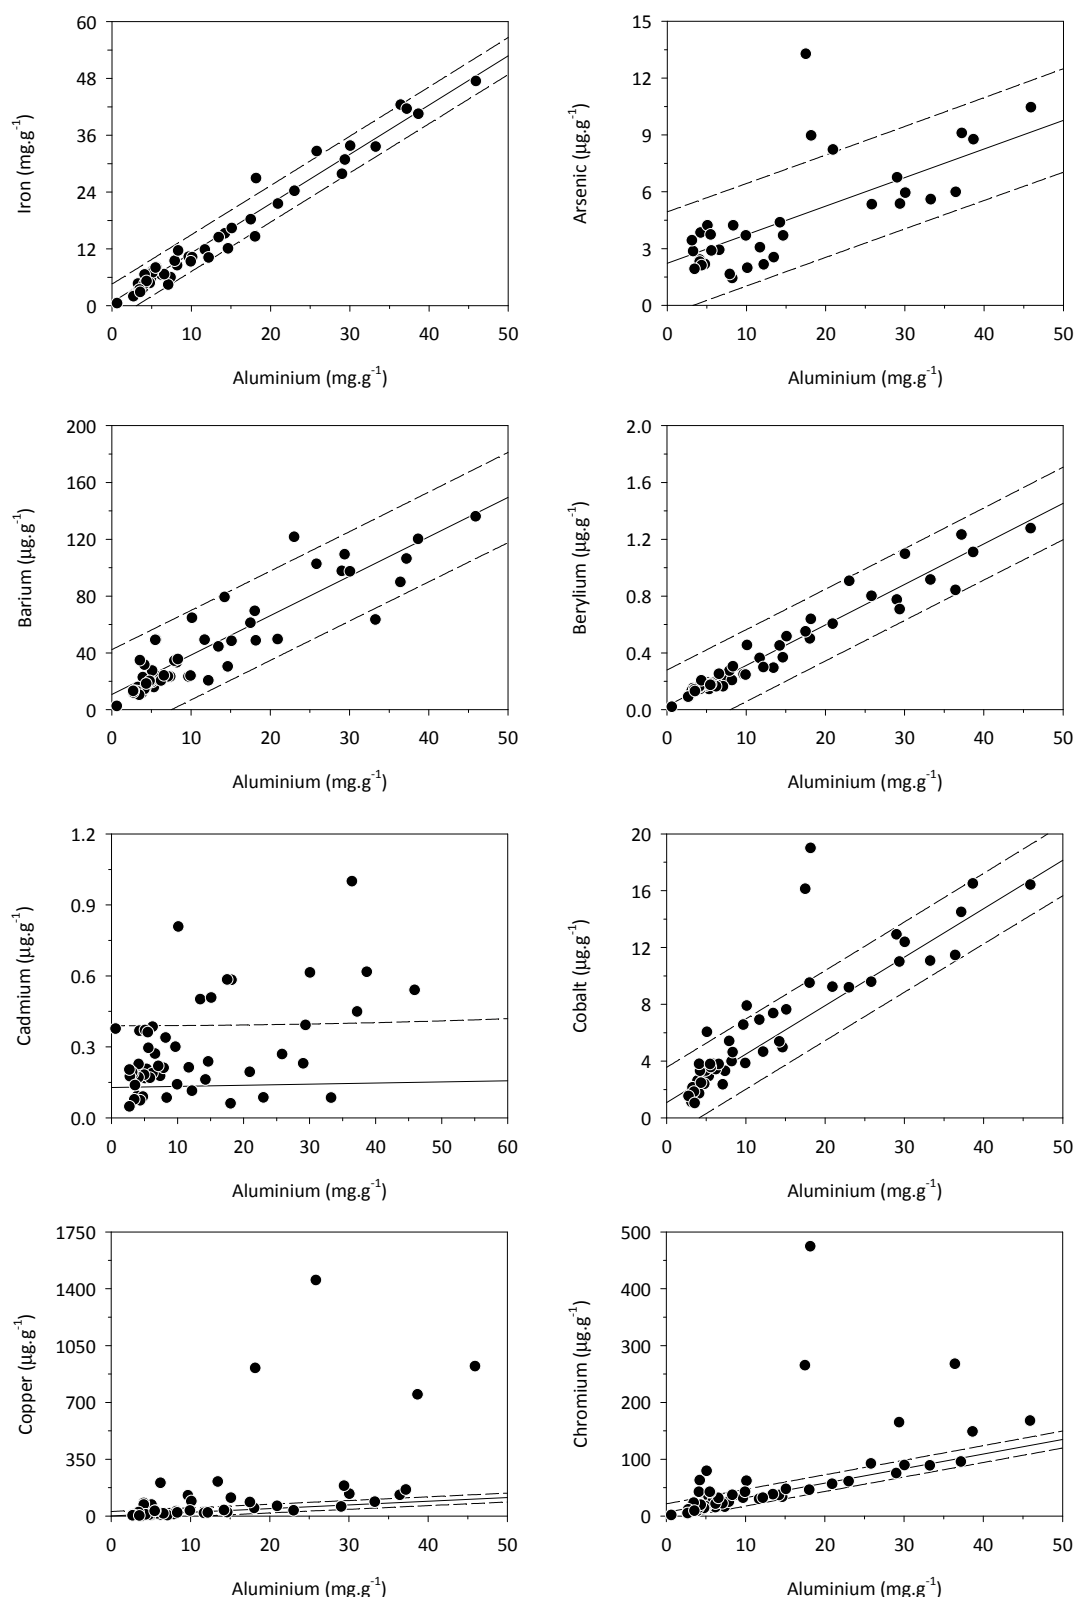 60
48
36
24
12
0
Iron (mg.g⁻¹)
0 10 20 30 40 50
Aluminium (mg.g⁻¹)
15
12
9
6
3
0
Arsenic (µg.g⁻¹)
0 10 20 30 40 50
Aluminium (mg.g⁻¹)
200
160
120
80
40
0
Barium (µg.g⁻¹)
0 10 20 30 40 50
Aluminium (mg.g⁻¹)
2.0
1.6
1.2
0.8
0.4
0.0
Berylium (µg.g⁻¹)
0 10 20 30 40 50
Aluminium (mg.g⁻¹)
1.2
0.9
0.6
0.3
0.0
Cadmium (µg.g⁻¹)
0 10 20 30 40 50 60
Aluminium (mg.g⁻¹)
20
16
12
8
4
0
Cobalt (µg.g⁻¹)
0 10 20 30 40 50
Aluminium (mg.g⁻¹)
1750
1400
1050
700
350
0
Copper (µg.g⁻¹)
0 10 20 30 40 50
Aluminium (mg.g⁻¹)
500
400
300
200
100
0
Chromium (µg.g⁻¹)
0 10 20 30 40 50
Aluminium (mg.g⁻¹)